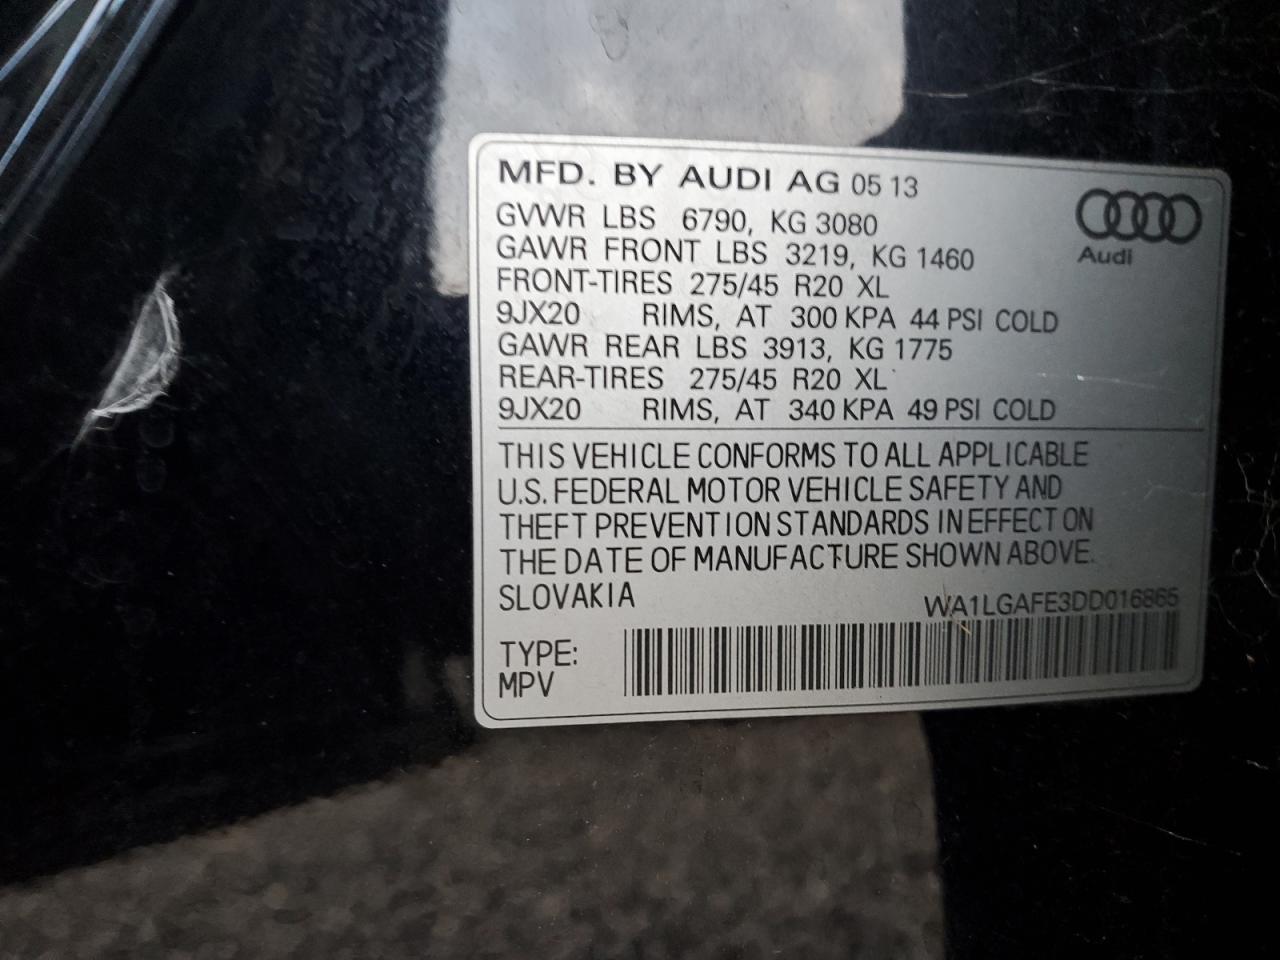 MFD. BY AUDI AG 05 13
GVWR LBS 6790, KG 3080
GAWR FRONT LBS 3219, KG 1460
FRONT-TIRES 275/45 R20 XL
9JX20 RIMS, AT 300 KPA 44 PSI COLD
GAWR REAR LBS 3913, KG 1775
REAR-TIRES 275/45 R20 XL
9JX20 RIMS, AT 340 KPA 49 PSI COLD
Audi
THIS VEHICLE CONFORMS TO ALL APPLICABLE
U.S. FEDERAL MOTOR VEHICLE SAFETY AND
THEFT PREVENTION STANDARDS IN EFFECT ON
THE DATE OF MANUFACTURE SHOWN ABOVE.
SLOVAKIA
WA1LGAFE3DD016865
TYPE:
MPV